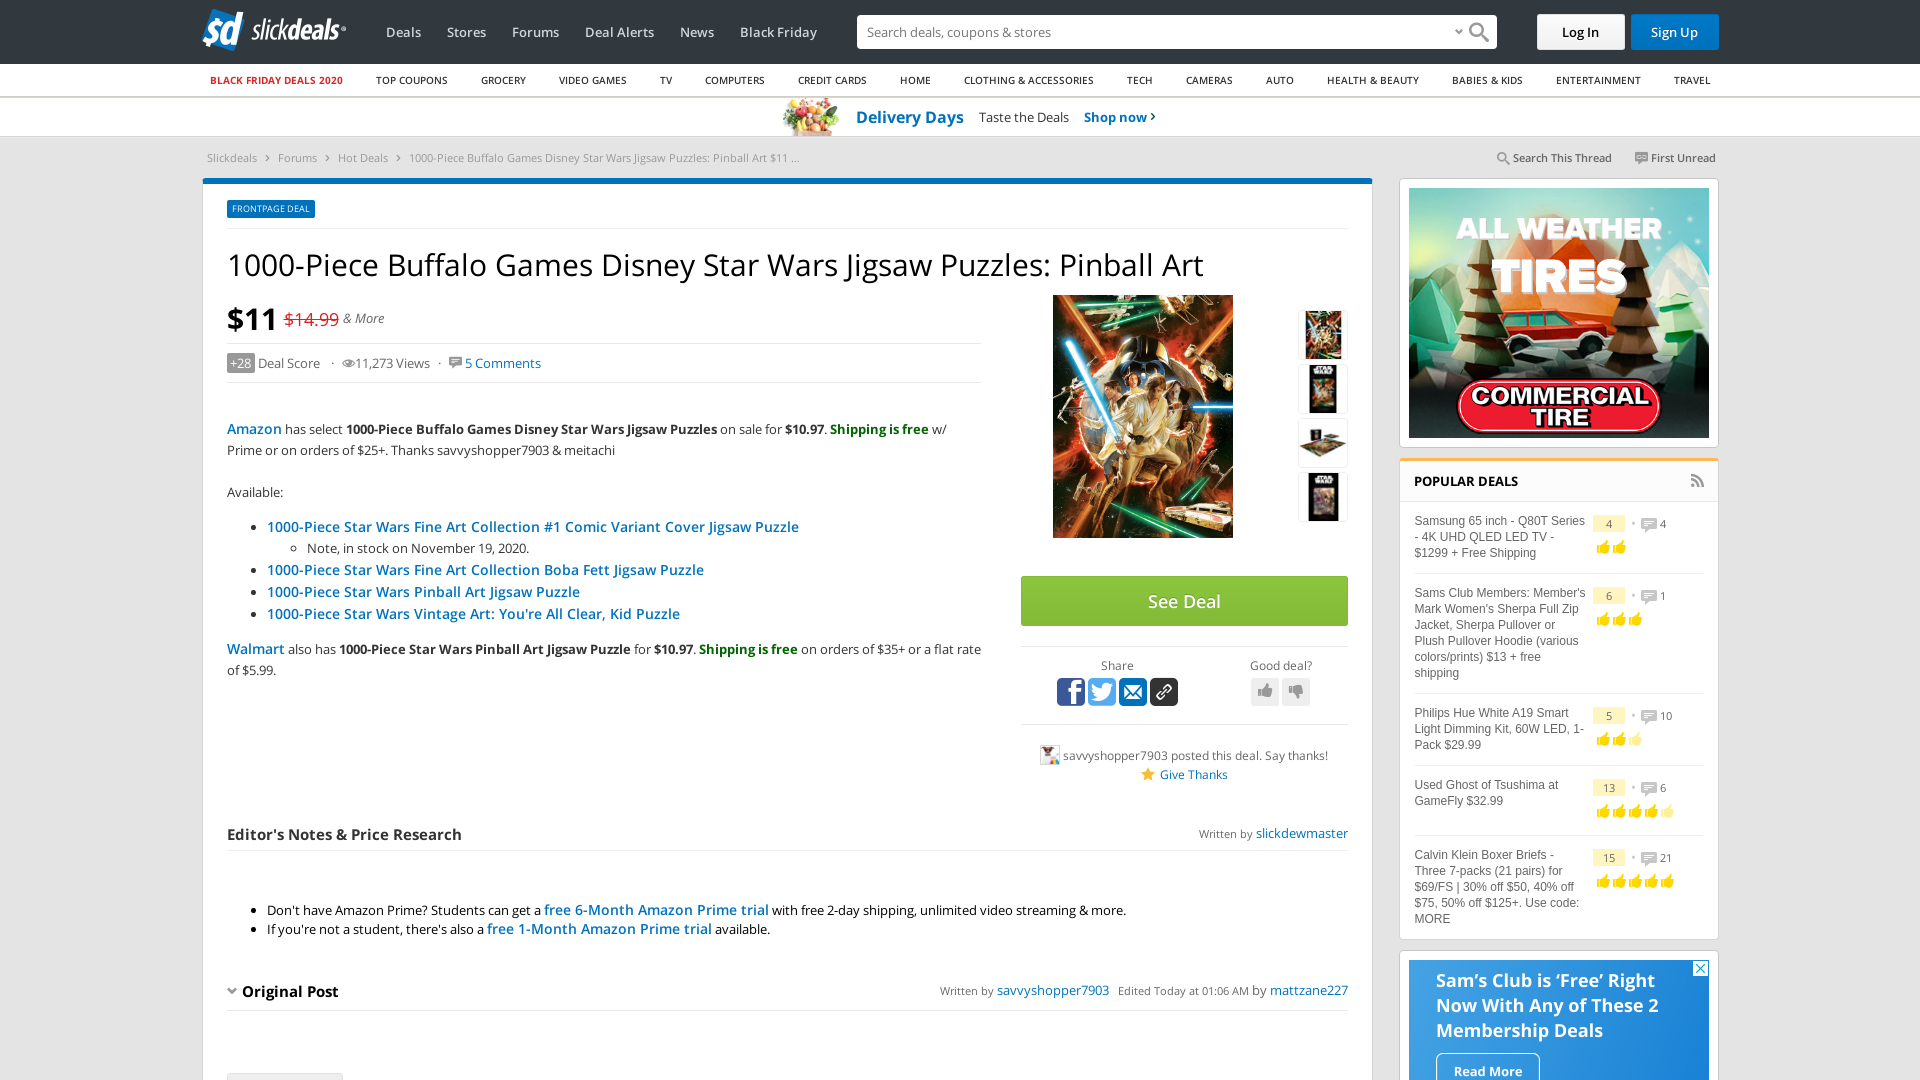 slickdeals
Deals
Stores
Forums
Deal Alerts
News
Black Friday
Search deals, coupons & stores
Log In
Sign Up
BLACK FRIDAY DEALS 2020
TOP COUPONS
GROCERY
VIDEO GAMES
TV
COMPUTERS
CREDIT CARDS
HOME
CLOTHING & ACCESSORIES
TECH
CAMERAS
AUTO
HEALTH & BEAUTY
BABIES & KIDS
ENTERTAINMENT
TRAVEL
Delivery Days Taste the Deals Shop now
Slickdeals > Forums > Hot Deals > 1000-Piece Buffalo Games Disney Star Wars Jigsaw Puzzles: Pinball Art $11 ...
Search This Thread
First Unread
FRONTPAGE DEAL
1000-Piece Buffalo Games Disney Star Wars Jigsaw Puzzles: Pinball Art
$11 $14.99 & More
+28 Deal Score · 11,273 Views · 5 Comments
Amazon has select 1000-Piece Buffalo Games Disney Star Wars Jigsaw Puzzles on sale for $10.97. Shipping is free w/
Prime or on orders of $25+. Thanks savvyshopper7903 & meitachi
Available:
1000-Piece Star Wars Fine Art Collection #1 Comic Variant Cover Jigsaw Puzzle
Note, in stock on November 19, 2020.
1000-Piece Star Wars Fine Art Collection Boba Fett Jigsaw Puzzle
1000-Piece Star Wars Pinball Art Jigsaw Puzzle
1000-Piece Star Wars Vintage Art: You're All Clear, Kid Puzzle
Walmart also has 1000-Piece Star Wars Pinball Art Jigsaw Puzzle for $10.97. Shipping is free on orders of $35+ or a flat rate
of $5.99.
See Deal
Share
Good deal?
savvyshopper7903 posted this deal. Say thanks!
Give Thanks
Editor's Notes & Price Research
Written by slickdewmaster
Don't have Amazon Prime? Students can get a free 6-Month Amazon Prime trial with free 2-day shipping, unlimited video streaming & more.
If you're not a student, there's also a free 1-Month Amazon Prime trial available.
Original Post
Written by savvyshopper7903 Edited Today at 01:06 AM by mattzane227
ALL WEATHER
TIRES
COMMERCIAL
TIRE
POPULAR DEALS
Samsung 65 inch - Q80T Series
- 4K UHD QLED LED TV -
$1299 + Free Shipping
4 • 4
Sams Club Members: Member's
Mark Women's Sherpa Full Zip
Jacket, Sherpa Pullover or
Plush Pullover Hoodie (various
colors/prints) $13 + free
shipping
6 • 1
Philips Hue White A19 Smart
Light Dimming Kit, 60W LED, 1-
Pack $29.99
5 • 10
Used Ghost of Tsushima at
GameFly $32.99
13 • 6
Calvin Klein Boxer Briefs -
Three 7-packs (21 pairs) for
$69/FS | 30% off $50, 40% off
$75, 50% off $125+. Use code:
MORE
15 • 21
Sam's Club is 'Free' Right
Now With Any of These 2
Membership Deals
Read More